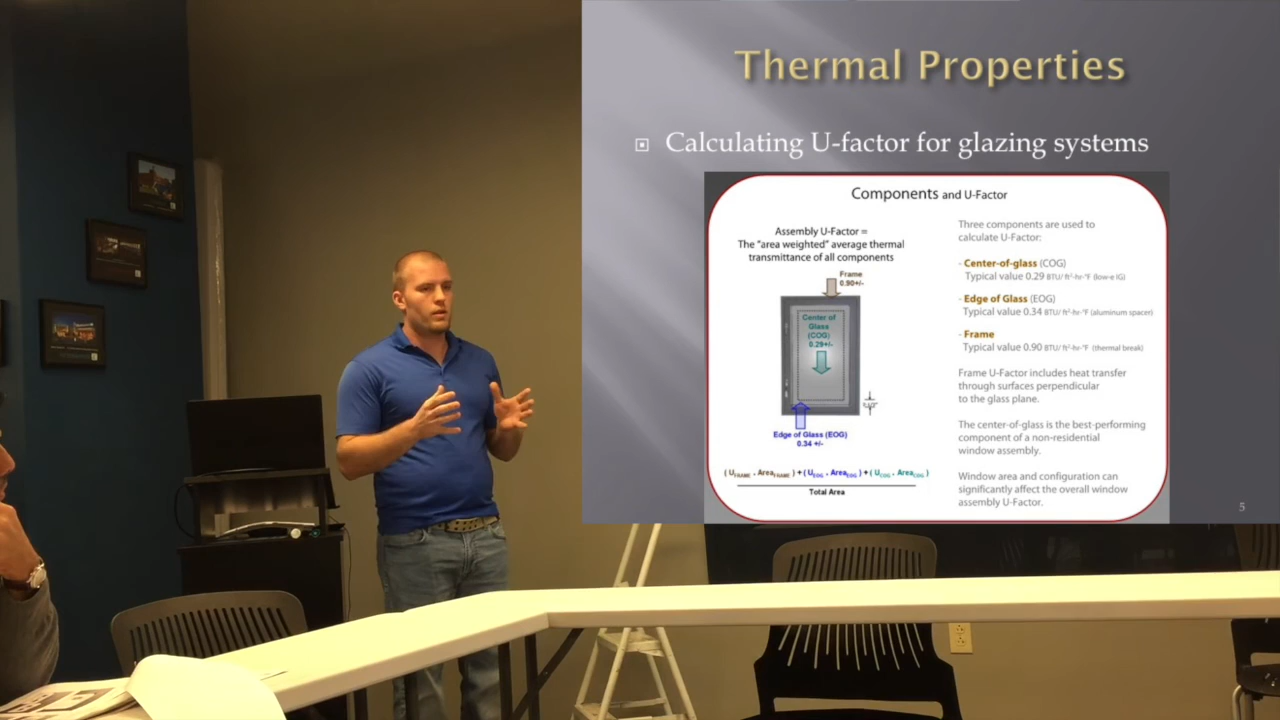 Thermal Properties
Calculating U-factor for glazing systems
Components and U-Factor
Assembly U-Factor =
The "area weighted" average thermal
transmittance of all components
Frame
0.90+/-
Center of
Glass
(COG)
0.29+/-
Edge of Glass (EOG)
0.34 +/-
( U_FRAME . Area_FRAME ) + ( U_EOG . Area_EOG ) + ( U_COG . Area_COG )
Total Area
Three components are used to
calculate U-Factor:
- Center-of-glass (COG)
Typical value 0.29 BTU/ ft²-hr-°F (low-e IG)
- Edge of Glass (EOG)
Typical value 0.34 BTU/ ft²-hr-°F (aluminum spacer)
- Frame
Typical value 0.90 BTU/ ft²-hr-°F (thermal break)
Frame U-Factor includes heat transfer
through surfaces perpendicular
to the glass plane.
The center-of-glass is the best-performing
component of a non-residential
window assembly.
Window area and configuration can
significantly affect the overall window
assembly U-Factor.
5